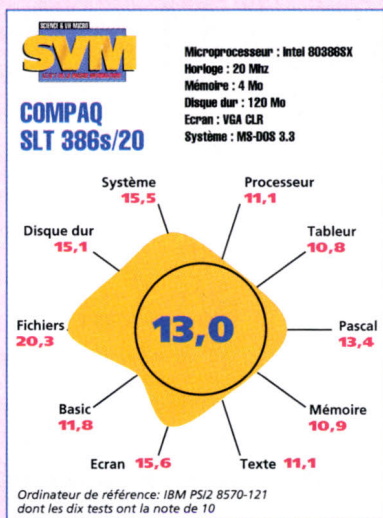 SCIENCE & VIE MICRO
SVM
COMPAQ
SLT 386s/20
Microprocesseur : Intel 80386SX
Horloge : 20 Mhz
Mémoire : 4 Mo
Disque dur : 120 Mo
Ecran : VGA CLR
Système : MS-DOS 3.3
Système
15,5
Processeur
11,1
Disque dur
15,1
Tableur
10,8
Fichiers
20,3
13,0
Pascal
13,4
Basic
11,8
Mémoire
10,9
Ecran 15,6
Texte 11,1
Ordinateur de référence: IBM PS/2 8570-121
dont les dix tests ont la note de 10